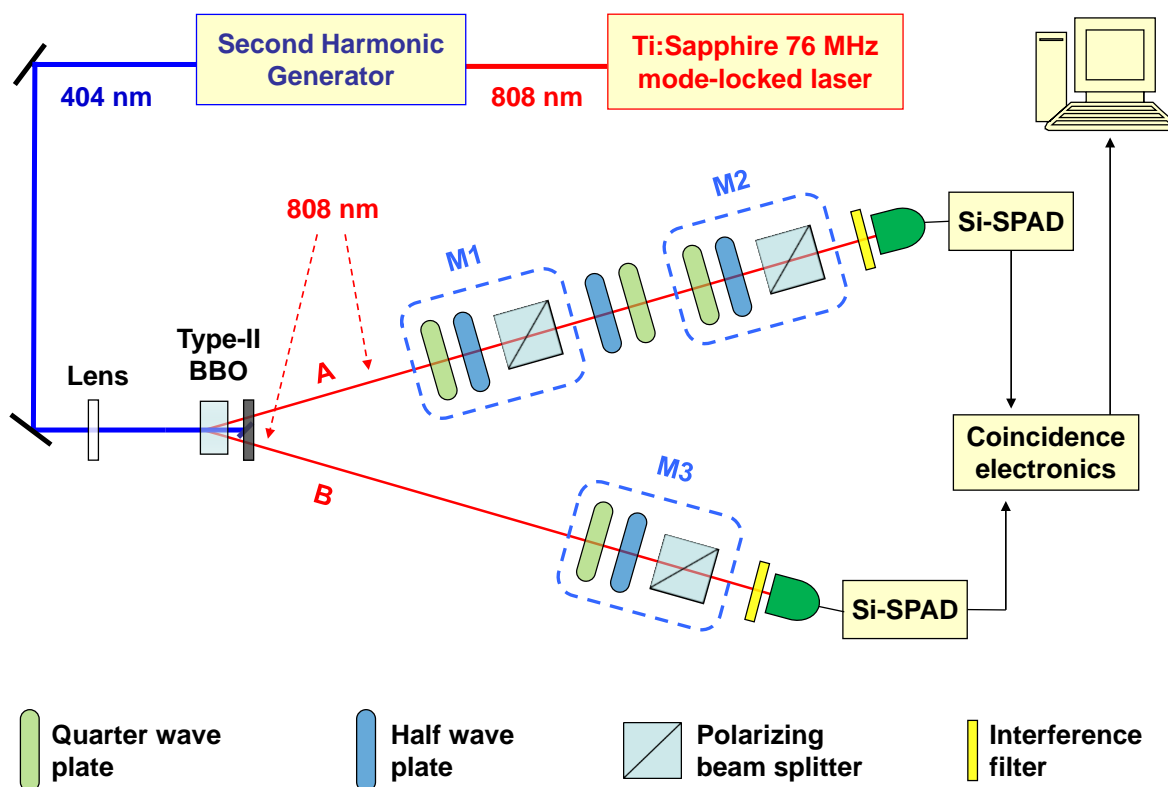 Second Harmonic
Generator
Ti:Sapphire 76 MHz
mode-locked laser
404 nm
808 nm
808 nm
M1
M2
Si-SPAD
Type-II
BBO
Lens
A
B
M3
Coincidence
electronics
Si-SPAD
Quarter wave
plate
Half wave
plate
Polarizing
beam splitter
Interference
filter